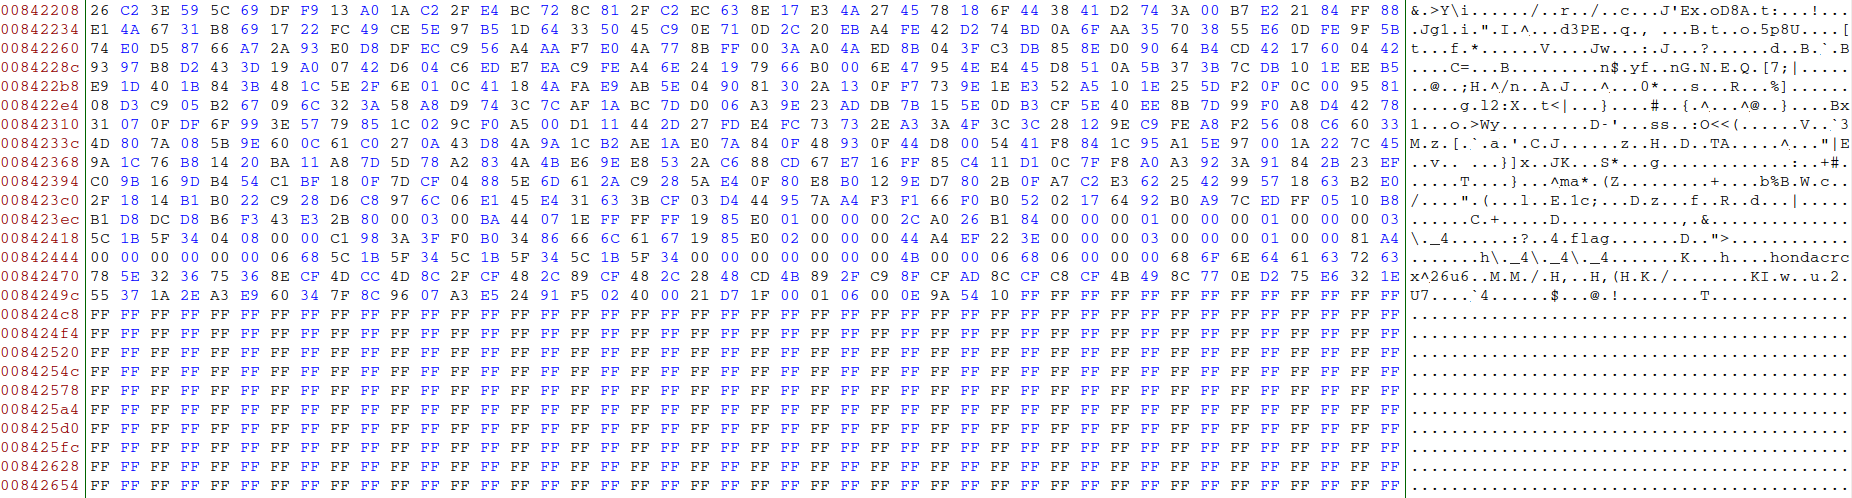 00842208 26 C2 3E 59 5C 69 DF F9 13 A0 1A C2 2F E4 BC 72 8C 81 2F C2 EC 63 8E 17 E3 4A 27 45 78 18 6F 44 38 41 D2 74 3A 00 B7 E2 21 84 FF 88 &.>Y\i....../..r../..c...J'Ex.oD8A.t:...!...
00842234 E1 4A 67 31 B8 69 17 22 FC 49 CE 5E 97 B5 1D 64 33 50 45 C9 0E 71 0D 2C 20 EB A4 FE 42 D2 74 BD 0A 6F AA 35 70 38 55 E6 0D FE 9F 5B .Jg1.i.".I.^...d3PE..q., ...B.t..o.5p8U....[
00842260 74 E0 D5 87 66 A7 2A 93 E0 D8 DF EC C9 56 A4 AA F7 E0 4A 77 8B FF 00 3A A0 4A ED 8B 04 3F C3 DB 85 8E D0 90 64 B4 CD 42 17 60 04 42 t...f.*......V....Jw...:.J...?......d..B.`.B
0084228c 93 97 B8 D2 43 3D 19 A0 07 42 D6 04 C6 ED E7 EA C9 FE A4 6E 24 19 79 66 B0 00 6E 47 95 4E E4 45 D8 51 0A 5B 37 3B 7C DB 10 1E EE B5 ....C=...B.........n$.yf..nG.N.E.Q.[7;|.....
008422b8 E9 1D 40 1B 84 3B 48 1C 5E 2F 6E 01 0C 41 18 4A FA E9 AB 5E 04 90 81 30 2A 13 0F F7 73 9E 1E E3 52 A5 10 1E 25 5D F2 0F 0C 00 95 81 ..@..;H.^/n..A.J...^...0*...s...R...%]......
008422e4 08 D3 C9 05 B2 67 09 6C 32 3A 58 A8 D9 74 3C 7C AF 1A BC 7D D0 06 A3 9E 23 AD DB 7B 15 5E 0D B3 CF 5E 40 EE 8B 7D 99 F0 A8 D4 42 78 .....g.l2:X..t<|...}....#..{.^...^@..}....Bx
00842310 31 07 0F DF 6F 99 3E 57 79 85 1C 02 9C F0 A5 00 D1 11 44 2D 27 FD E4 FC 73 73 2E A3 3A 4F 3C 3C 28 12 9E C9 FE A8 F2 56 08 C6 60 33 1...o.>Wy.........D-'...ss..:O<<(......V..`3
0084233c 4D 80 7A 08 5B 9E 60 0C 61 C0 27 0A 43 D8 4A 9A 1C B2 AE 1A E0 7A 84 0F 48 93 0F 44 D8 00 54 41 F8 84 1C 95 A1 5E 97 00 1A 22 7C 45 M.z.[.`.a.'.C.J......z..H..D..TA.....^..."|E
00842368 9A 1C 76 B8 14 20 BA 11 A8 7D 5D 78 A2 83 4A 4B E6 9E E8 53 2A C6 88 CD 67 E7 16 FF 85 C4 11 D1 0C 7F F8 A0 A3 92 3A 91 84 2B 23 EF ..v.. ...}]x..JK...S*...g.............:..+#.
00842394 C0 9B 16 9D B4 54 C1 BF 18 0F 7D CF 04 88 5E 6D 61 2A C9 28 5A E4 0F 80 E8 B0 12 9E D7 80 2B 0F A7 C2 E3 62 25 42 99 57 18 63 B2 E0 .....T....}...^ma*.(Z.........+....b%B.W.c..
008423c0 2F 18 14 B1 B0 22 C9 28 D6 C8 97 6C 06 E1 45 E4 31 63 3B CF 03 D4 44 95 7A A4 F3 F1 66 F0 B0 52 02 17 64 92 B0 A9 7C ED FF 05 10 B8 /....".(...l..E.1c;...D.z...f..R..d...|.....
008423ec B1 D8 DC D8 B6 F3 43 E3 2B 80 00 03 00 BA 44 07 1E FF FF FF 19 85 E0 01 00 00 00 2C A0 26 B1 84 00 00 00 01 00 00 01 00 00 00 00 03 ......C.+.....D............,.&..............
00842418 5C 1B 5F 34 04 08 00 00 C1 98 3A 3F F0 B0 34 86 66 6C 61 67 19 85 E0 02 00 00 00 44 A4 EF 22 3E 00 00 00 03 00 00 00 01 00 00 81 A4 \._4......:?..4.flag.......D..">............
00842444 00 00 00 00 00 06 68 5C 1B 5F 34 5C 1B 5F 34 5C 1B 5F 34 00 00 00 00 4B 00 00 06 68 06 00 00 00 68 6F 6E 64 61 63 72 63 ......h\._4\._4\._4....K...h....hondacrc
00842470 78 5E 32 36 75 36 8E CF 4D CC 4D 8C 2F CF 48 2C 89 CF 48 2C 28 48 CD 4B 89 2F C9 8F CF AD 8C CF CF 4B 49 8C 77 0E D2 75 E6 32 1E x^26u6..M.M./.H,..H,(H.K./.......KI.w..u.2.
0084249c 55 37 1A 2E A3 E9 60 34 7F 8C 96 07 A3 E5 24 91 F5 02 40 00 21 D7 1F 00 01 06 00 0E 9A 54 10 FF FF FF FF FF FF FF FF FF FF FF FF FF U7....`4......$...@.!........T..............
008424c8 FF FF FF FF FF FF FF FF FF FF FF FF FF FF FF FF FF FF FF FF FF FF FF FF FF FF FF FF FF FF FF FF FF FF FF FF FF FF FF FF FF FF FF FF ............................................
008424f4 FF FF FF FF FF FF FF FF FF FF FF FF FF FF FF FF FF FF FF FF FF FF FF FF FF FF FF FF FF FF FF FF FF FF FF FF FF FF FF FF FF FF FF FF ............................................
00842520 FF FF FF FF FF FF FF FF FF FF FF FF FF FF FF FF FF FF FF FF FF FF FF FF FF FF FF FF FF FF FF FF FF FF FF FF FF FF FF FF FF FF FF FF ............................................
0084254c FF FF FF FF FF FF FF FF FF FF FF FF FF FF FF FF FF FF FF FF FF FF FF FF FF FF FF FF FF FF FF FF FF FF FF FF FF FF FF FF FF FF FF FF ............................................
00842578 FF FF FF FF FF FF FF FF FF FF FF FF FF FF FF FF FF FF FF FF FF FF FF FF FF FF FF FF FF FF FF FF FF FF FF FF FF FF FF FF FF FF FF FF ............................................
008425a4 FF FF FF FF FF FF FF FF FF FF FF FF FF FF FF FF FF FF FF FF FF FF FF FF FF FF FF FF FF FF FF FF FF FF FF FF FF FF FF FF FF FF FF FF ............................................
008425d0 FF FF FF FF FF FF FF FF FF FF FF FF FF FF FF FF FF FF FF FF FF FF FF FF FF FF FF FF FF FF FF FF FF FF FF FF FF FF FF FF FF FF FF FF ............................................
008425fc FF FF FF FF FF FF FF FF FF FF FF FF FF FF FF FF FF FF FF FF FF FF FF FF FF FF FF FF FF FF FF FF FF FF FF FF FF FF FF FF FF FF FF FF ............................................
00842628 FF FF FF FF FF FF FF FF FF FF FF FF FF FF FF FF FF FF FF FF FF FF FF FF FF FF FF FF FF FF FF FF FF FF FF FF FF FF FF FF FF FF FF FF ............................................
00842654 FF FF FF FF FF FF FF FF FF FF FF FF FF FF FF FF FF FF FF FF FF FF FF FF FF FF FF FF FF FF FF FF FF FF FF FF FF FF FF FF FF FF FF FF ............................................